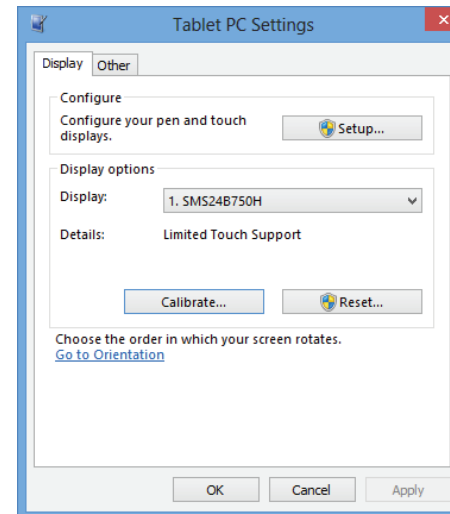 Tablet PC Settings
Display Other
Configure
Configure your pen and touch
displays.
Setup...
Display options
Display: 1. SMS24B750H
Details: Limited Touch Support
Calibrate... Reset...
Choose the order in which your screen rotates.
Go to Orientation
OK Cancel Apply